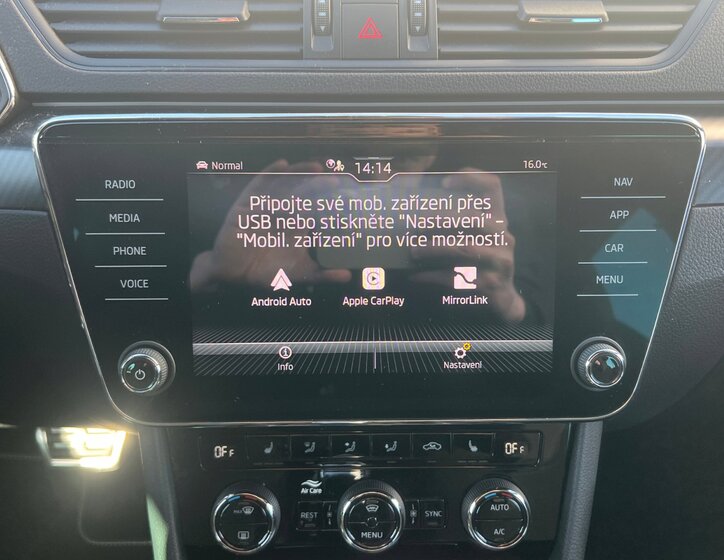 Normal
14:14
16.0°C
RADIO
MEDIA
PHONE
VOICE
NAV
APP
CAR
MENU
Připojte své mob. zařízení přes
USB nebo stiskněte "Nastavení" –
"Mobil. zařízení" pro více možností.
Android Auto
Apple CarPlay
MirrorLink
Info
Nastavení
OFF
OFF
Air Care
MAX
REST
MENU
SYNC
AUTO
A/C